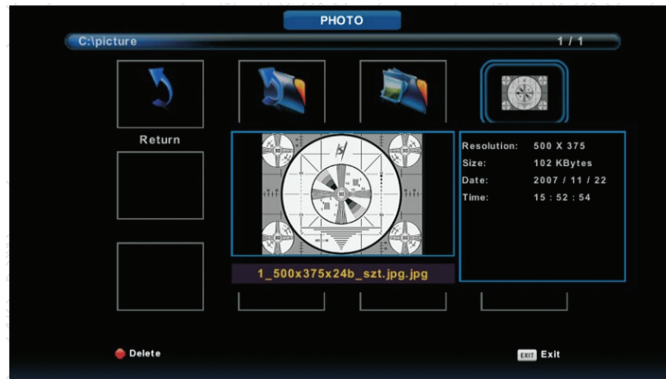 PHOTO
C:\picture 1 / 1
Return
Resolution: 500 X 375
Size: 102 KBytes
Date: 2007 / 11 / 22
Time: 15 : 52 : 54
1_500x375x24b_szt.jpg.jpg
Delete
EXIT Exit